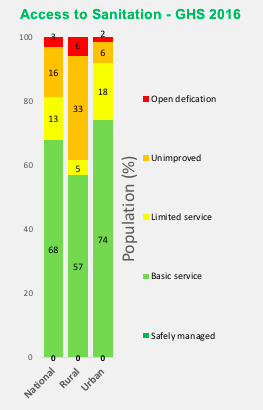 Access to Sanitation - GHS 2016
100
80
60
40
20
0
3
16
13
68
0
6
33
5
57
0
2
6
18
74
0
National
Rural
Urban
Population (%)
Open defication
Unimproved
Limited service
Basic service
Safely managed